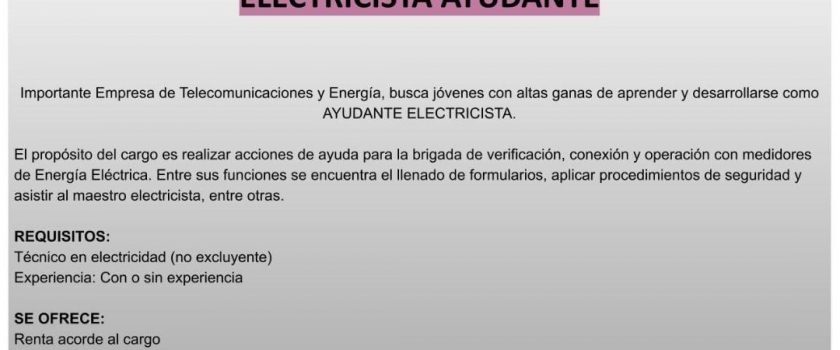 ELECTRICISTA AYUDANTE
Importante Empresa de Telecomunicaciones y Energía, busca jóvenes con altas ganas de aprender y desarrollarse como
AYUDANTE ELECTRICISTA.
El propósito del cargo es realizar acciones de ayuda para la brigada de verificación, conexión y operación con medidores
de Energía Eléctrica. Entre sus funciones se encuentra el llenado de formularios, aplicar procedimientos de seguridad y
asistir al maestro electricista, entre otras.
REQUISITOS:
Técnico en electricidad (no excluyente)
Experiencia: Con o sin experiencia
SE OFRECE:
Renta acorde al cargo